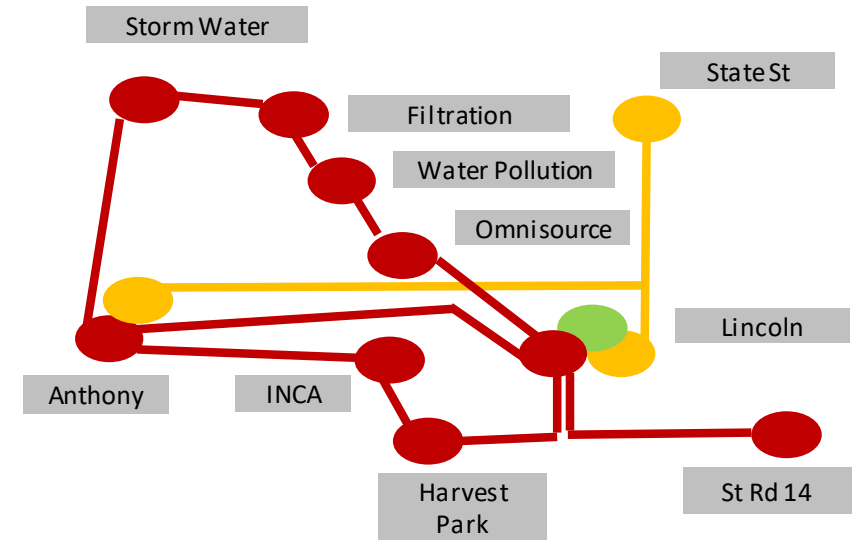 Storm Water
State St
Filtration
Water Pollution
Omnisource
Lincoln
Anthony
INCA
Harvest
Park
St Rd 14